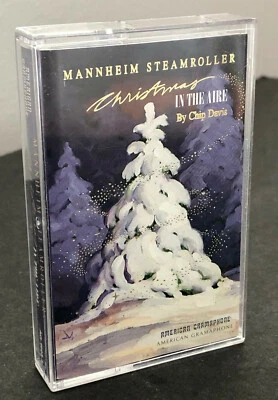 MANNHEIM STEAMROLLER
Christmas
IN THE AIRE
By Chip Davis
AMERICAN GRAMAPHONE
AMERICAN GRAMAPHONE